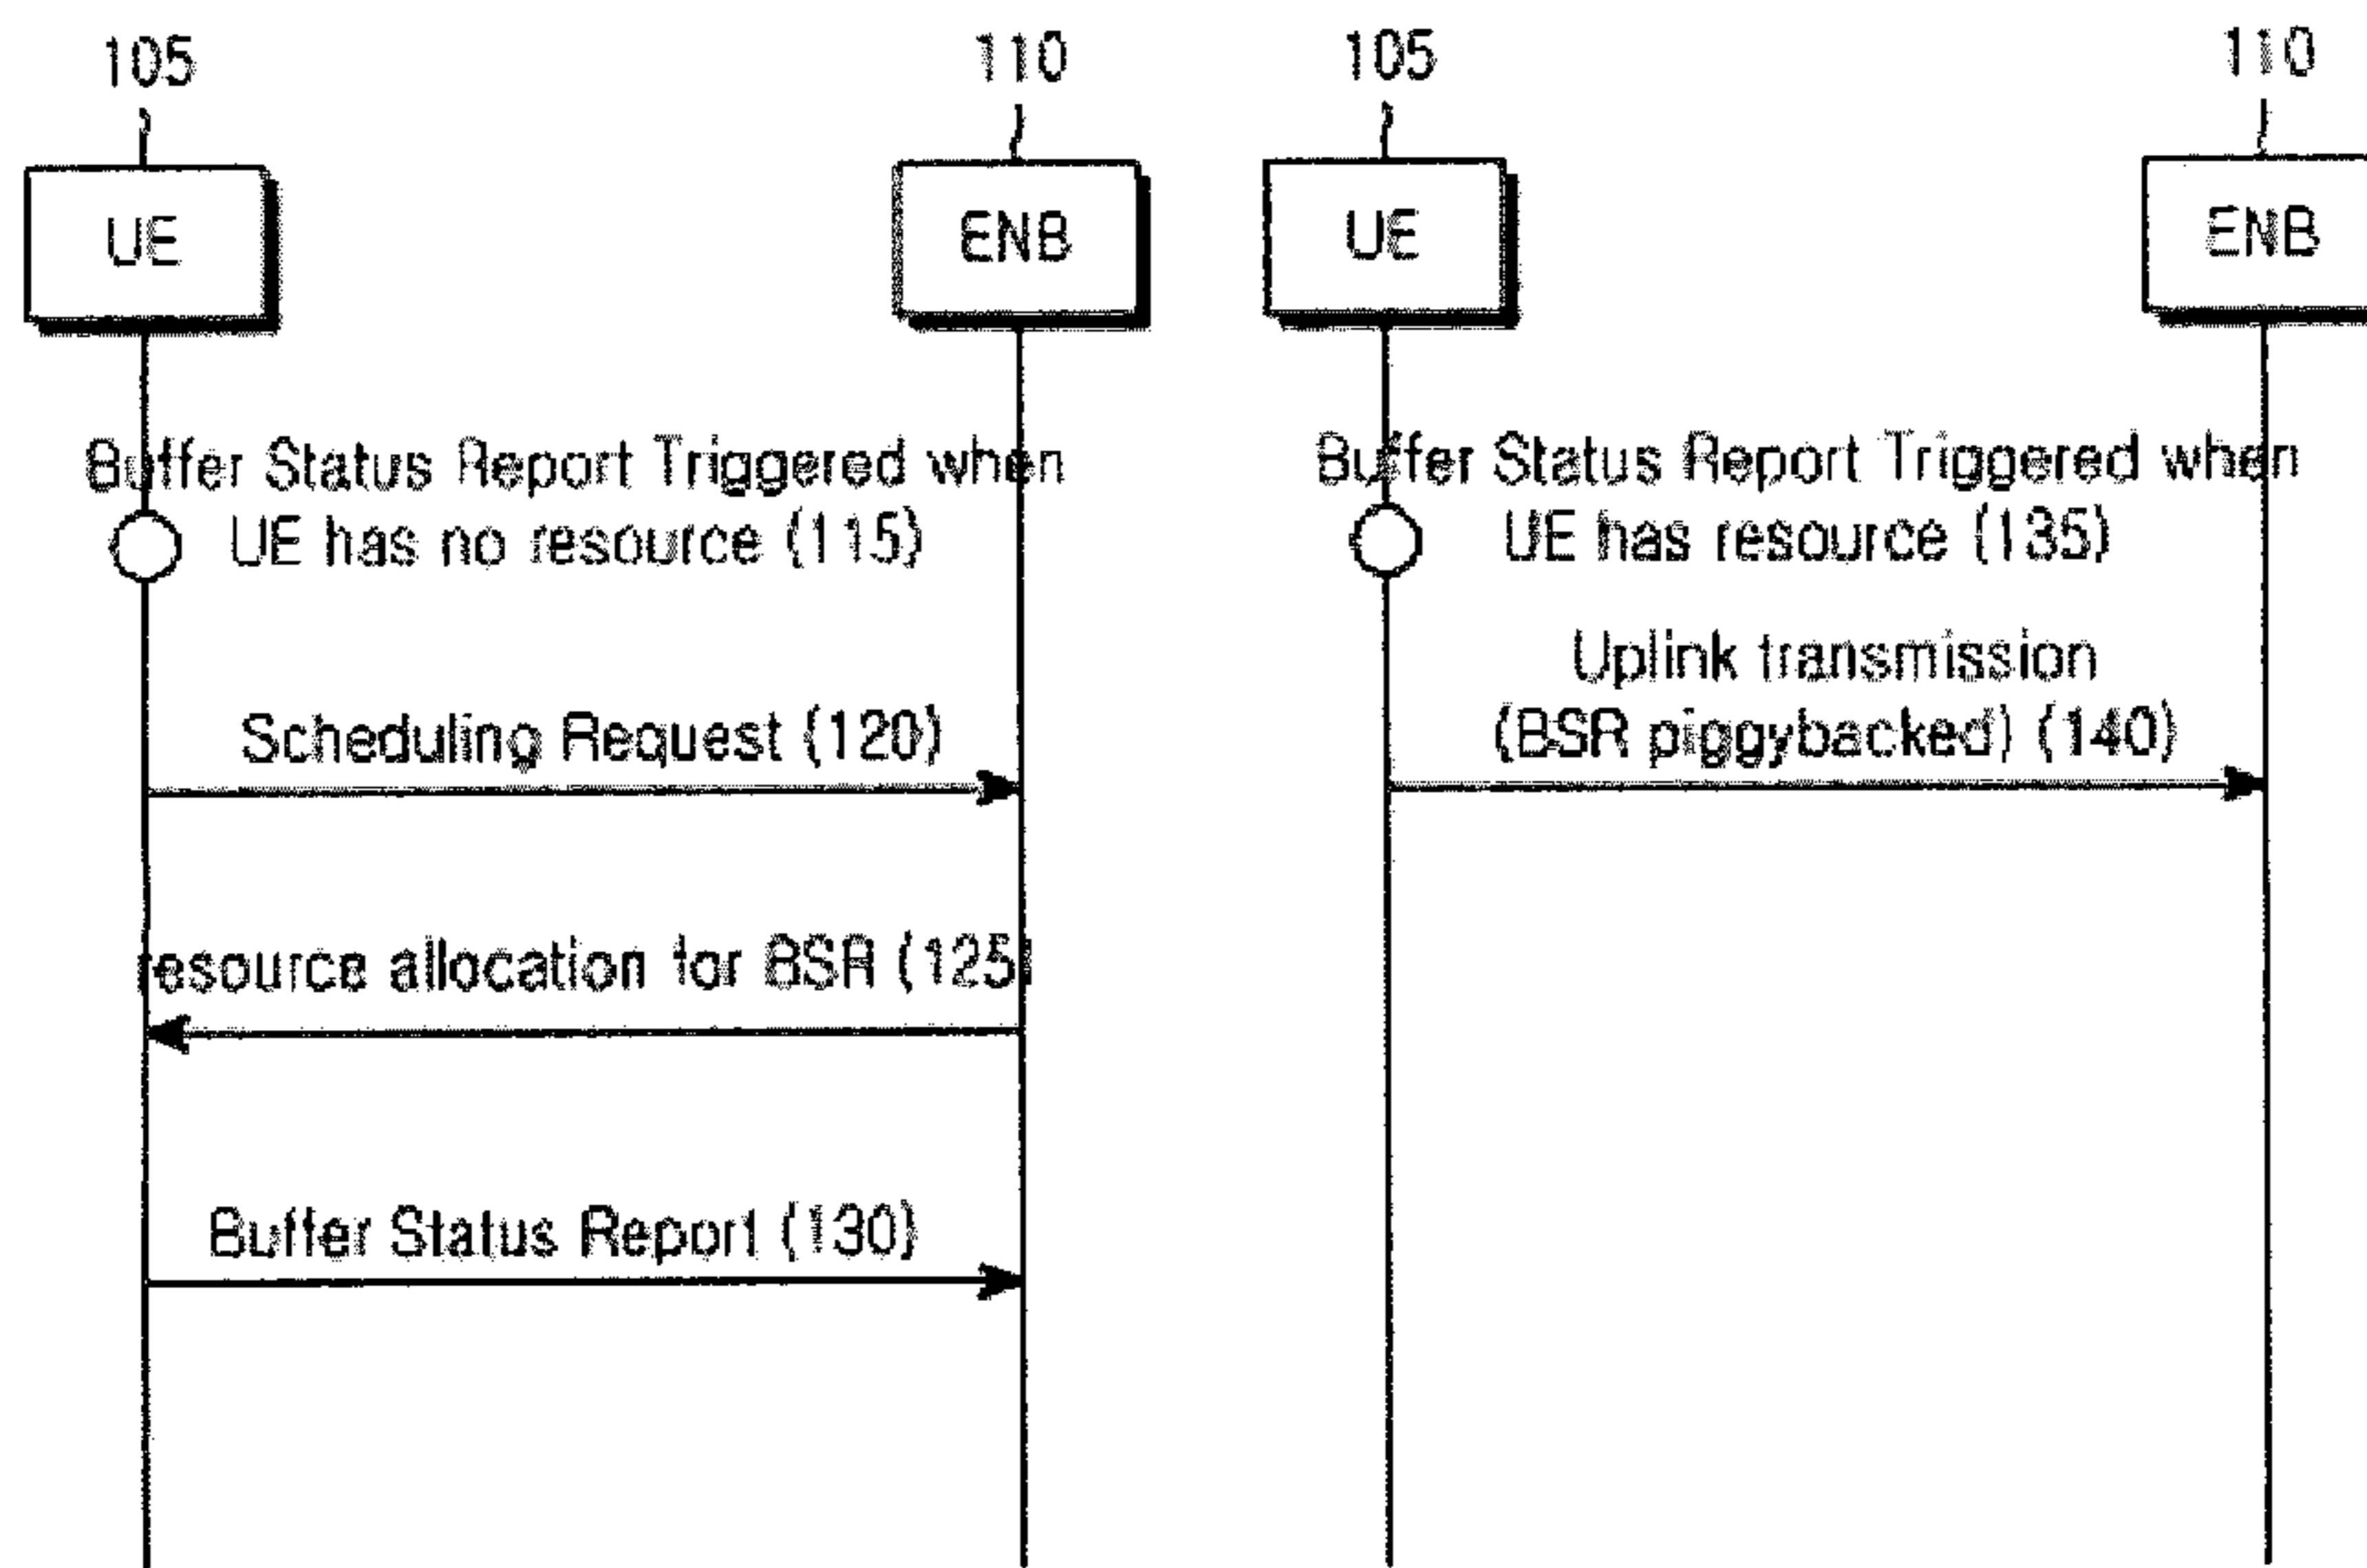 105
110
UE
ENB
Buffer Status Report Triggered when
UE has no resource (115)
Scheduling Request (120)
resource allocation for BSR (125)
Buffer Status Report (130)
105
110
UE
ENB
Buffer Status Report Triggered when
UE has resource (135)
Uplink transmission
(BSR piggybacked) (140)